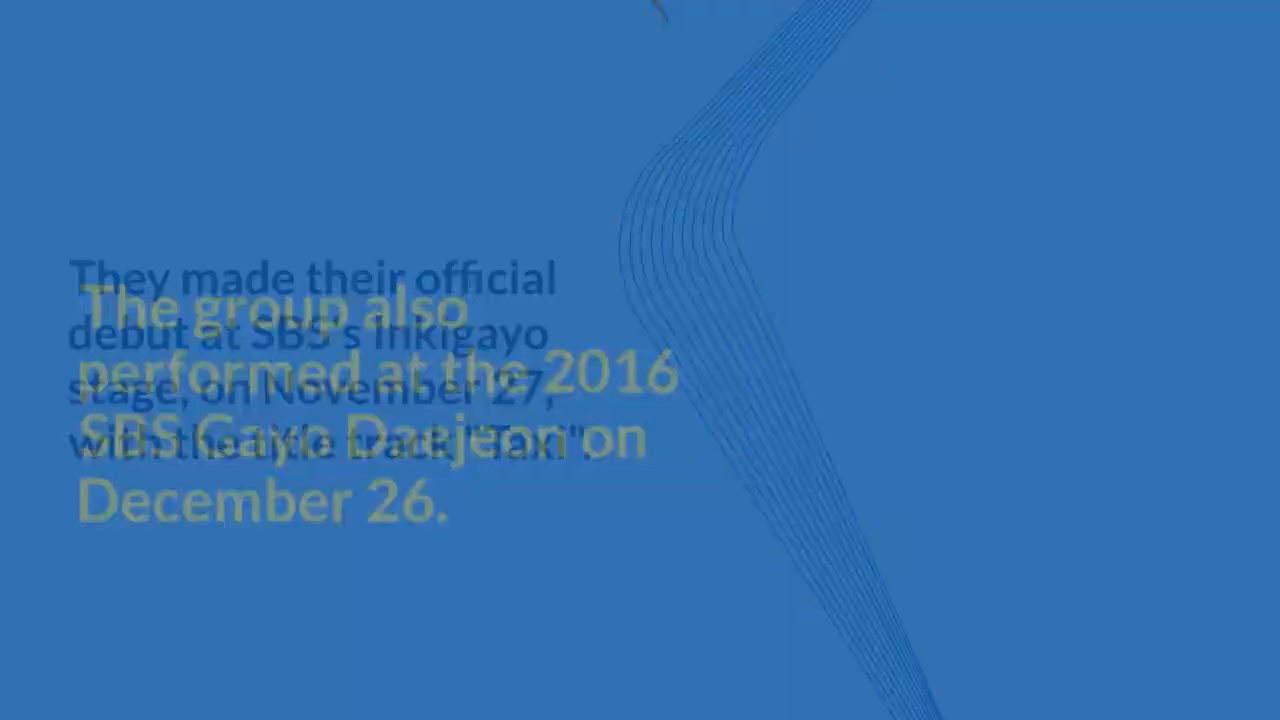 They made their official
debut at SBS's Inkigayo
stage, on November 27,
with the title track "Taxi".
The group also
performed at the 2016
SBS Gayo Daejeon on
December 26.